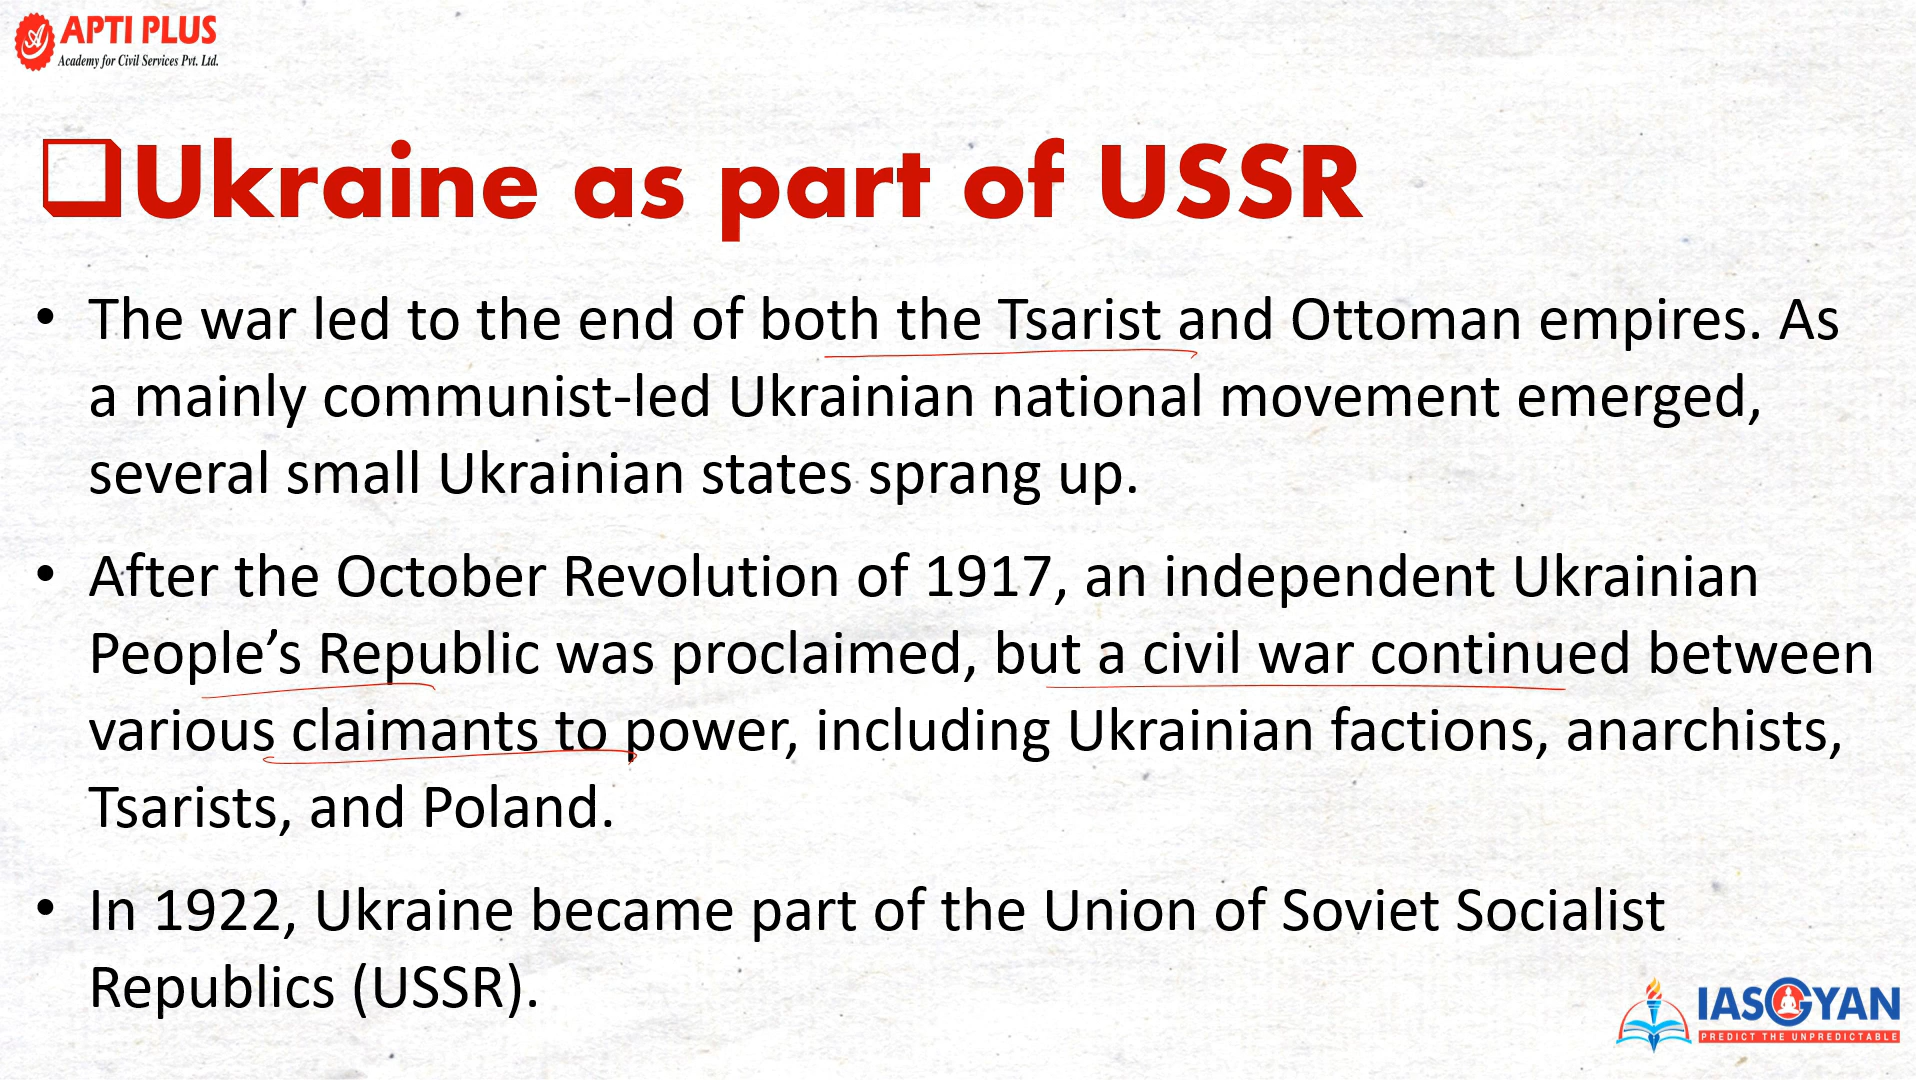 APTI PLUS
Academy for Civil Services Pvt. Ltd.
Ukraine as part of USSR
• The war led to the end of both the Tsarist and Ottoman empires. As
a mainly communist-led Ukrainian national movement emerged,
several small Ukrainian states sprang up.
• After the October Revolution of 1917, an independent Ukrainian
People’s Republic was proclaimed, but a civil war continued between
various claimants to power, including Ukrainian factions, anarchists,
Tsarists, and Poland.
• In 1922, Ukraine became part of the Union of Soviet Socialist
Republics (USSR).
IASGYAN
PREDICT THE UNPREDICTABLE